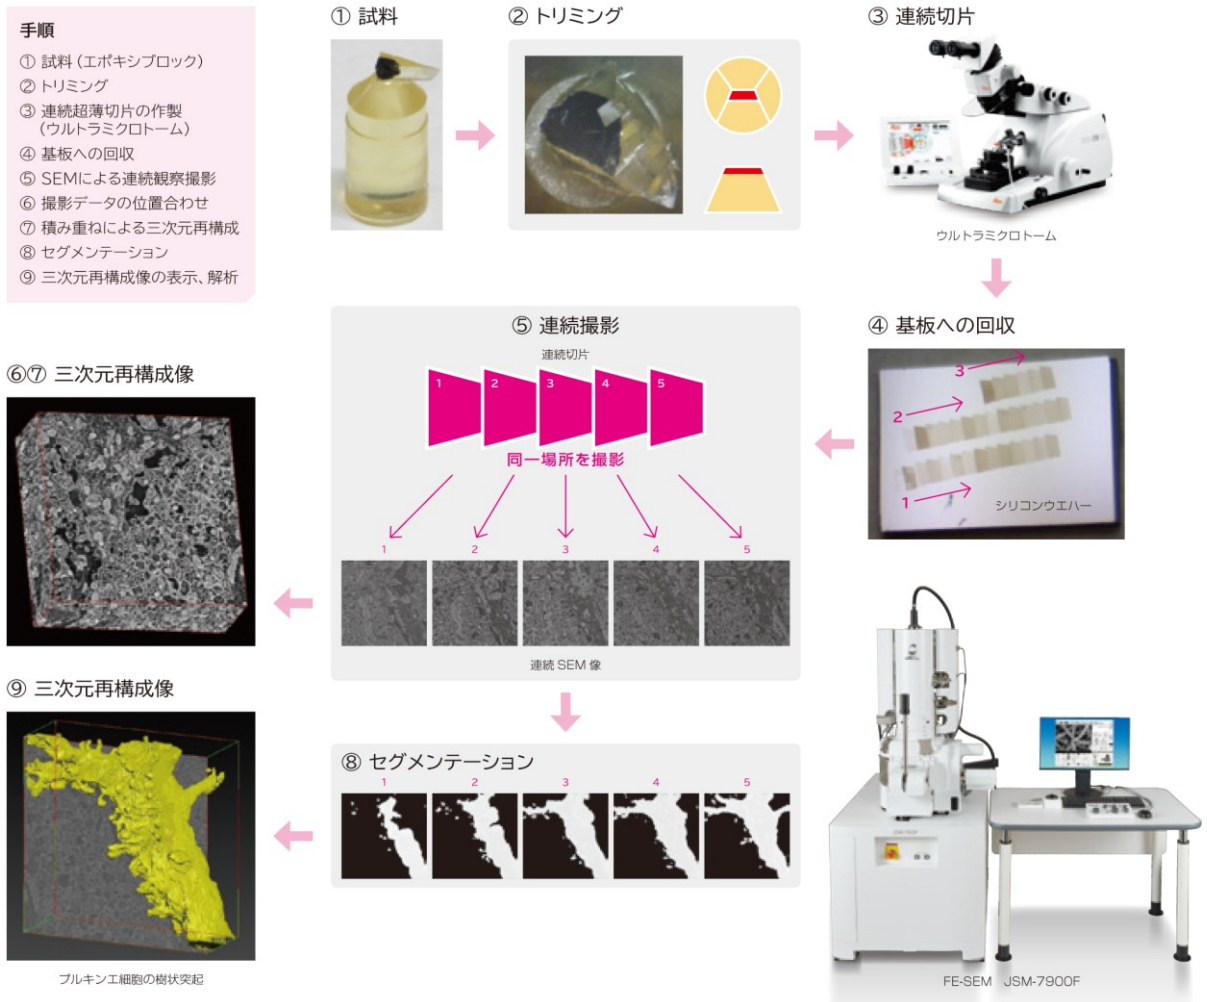 手順
① 試料(エポキシブロック)
② トリミング
③ 連続超薄切片の作製
(ウルトラミクロトーム)
④ 基板への回収
⑤ SEMによる連続観察撮影
⑥ 撮影データの位置合わせ
⑦ 積み重ねによる三次元再構成
⑧ セグメンテーション
⑨ 三次元再構成像の表示、解析
① 試料
② トリミング
③ 連続切片
ウルトラミクロトーム
④ 基板への回収
3
2
1
シリコンウエハー
⑤ 連続撮影
連続切片
1 2 3 4 5
同一場所を撮影
1 2 3 4 5
連続 SEM 像
⑥⑦ 三次元再構成像
⑧ セグメンテーション
1 2 3 4 5
⑨ 三次元再構成像
プルキンエ細胞の樹状突起
FE-SEM JSM-7900F